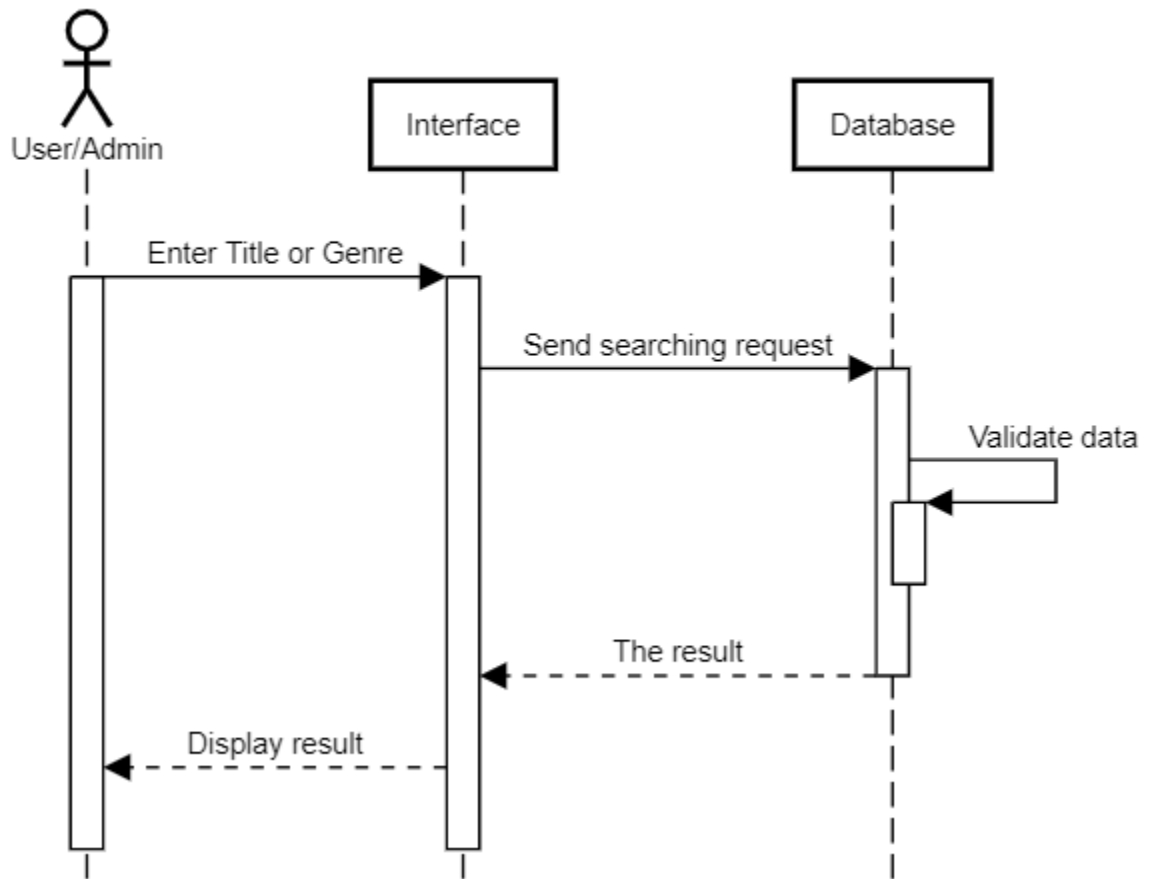 User/Admin
Interface
Database
Enter Title or Genre
Send searching request
Validate data
The result
Display result